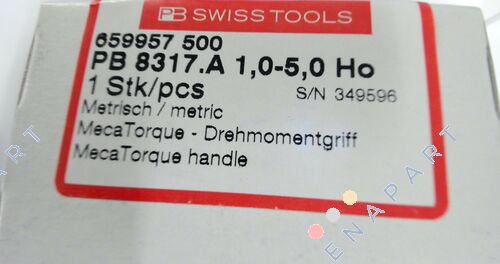 PB SWISS TOOLS
659957 500
PB 8317.A 1,0-5,0 Ho
1 Stk/pcs S/N 349596
Metrisch / metric
MecaTorque - Drehmomentgriff
MecaTorque handle
ENAPART
ENAPART